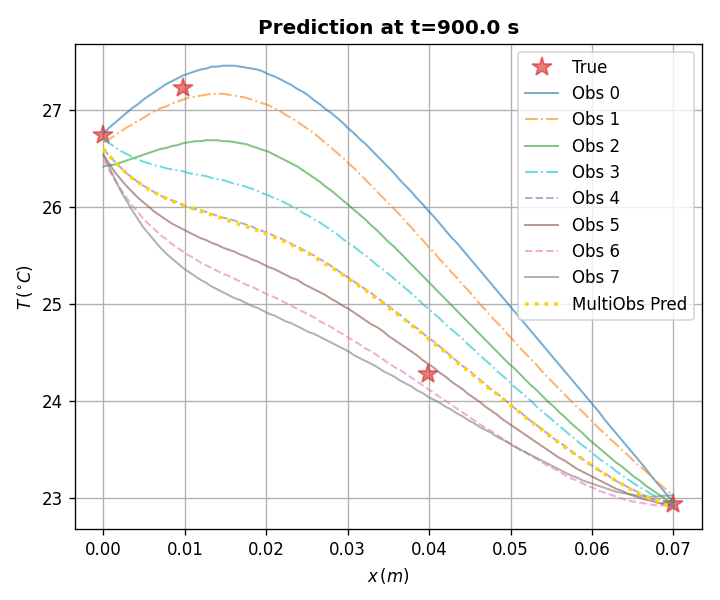 Prediction at t=900.0 s
True
Obs 0
Obs 1
Obs 2
Obs 3
Obs 4
Obs 5
Obs 6
Obs 7
MultiObs Pred
T (°C)
27
26
25
24
23
0.00 0.01 0.02 0.03 0.04 0.05 0.06 0.07
x (m)